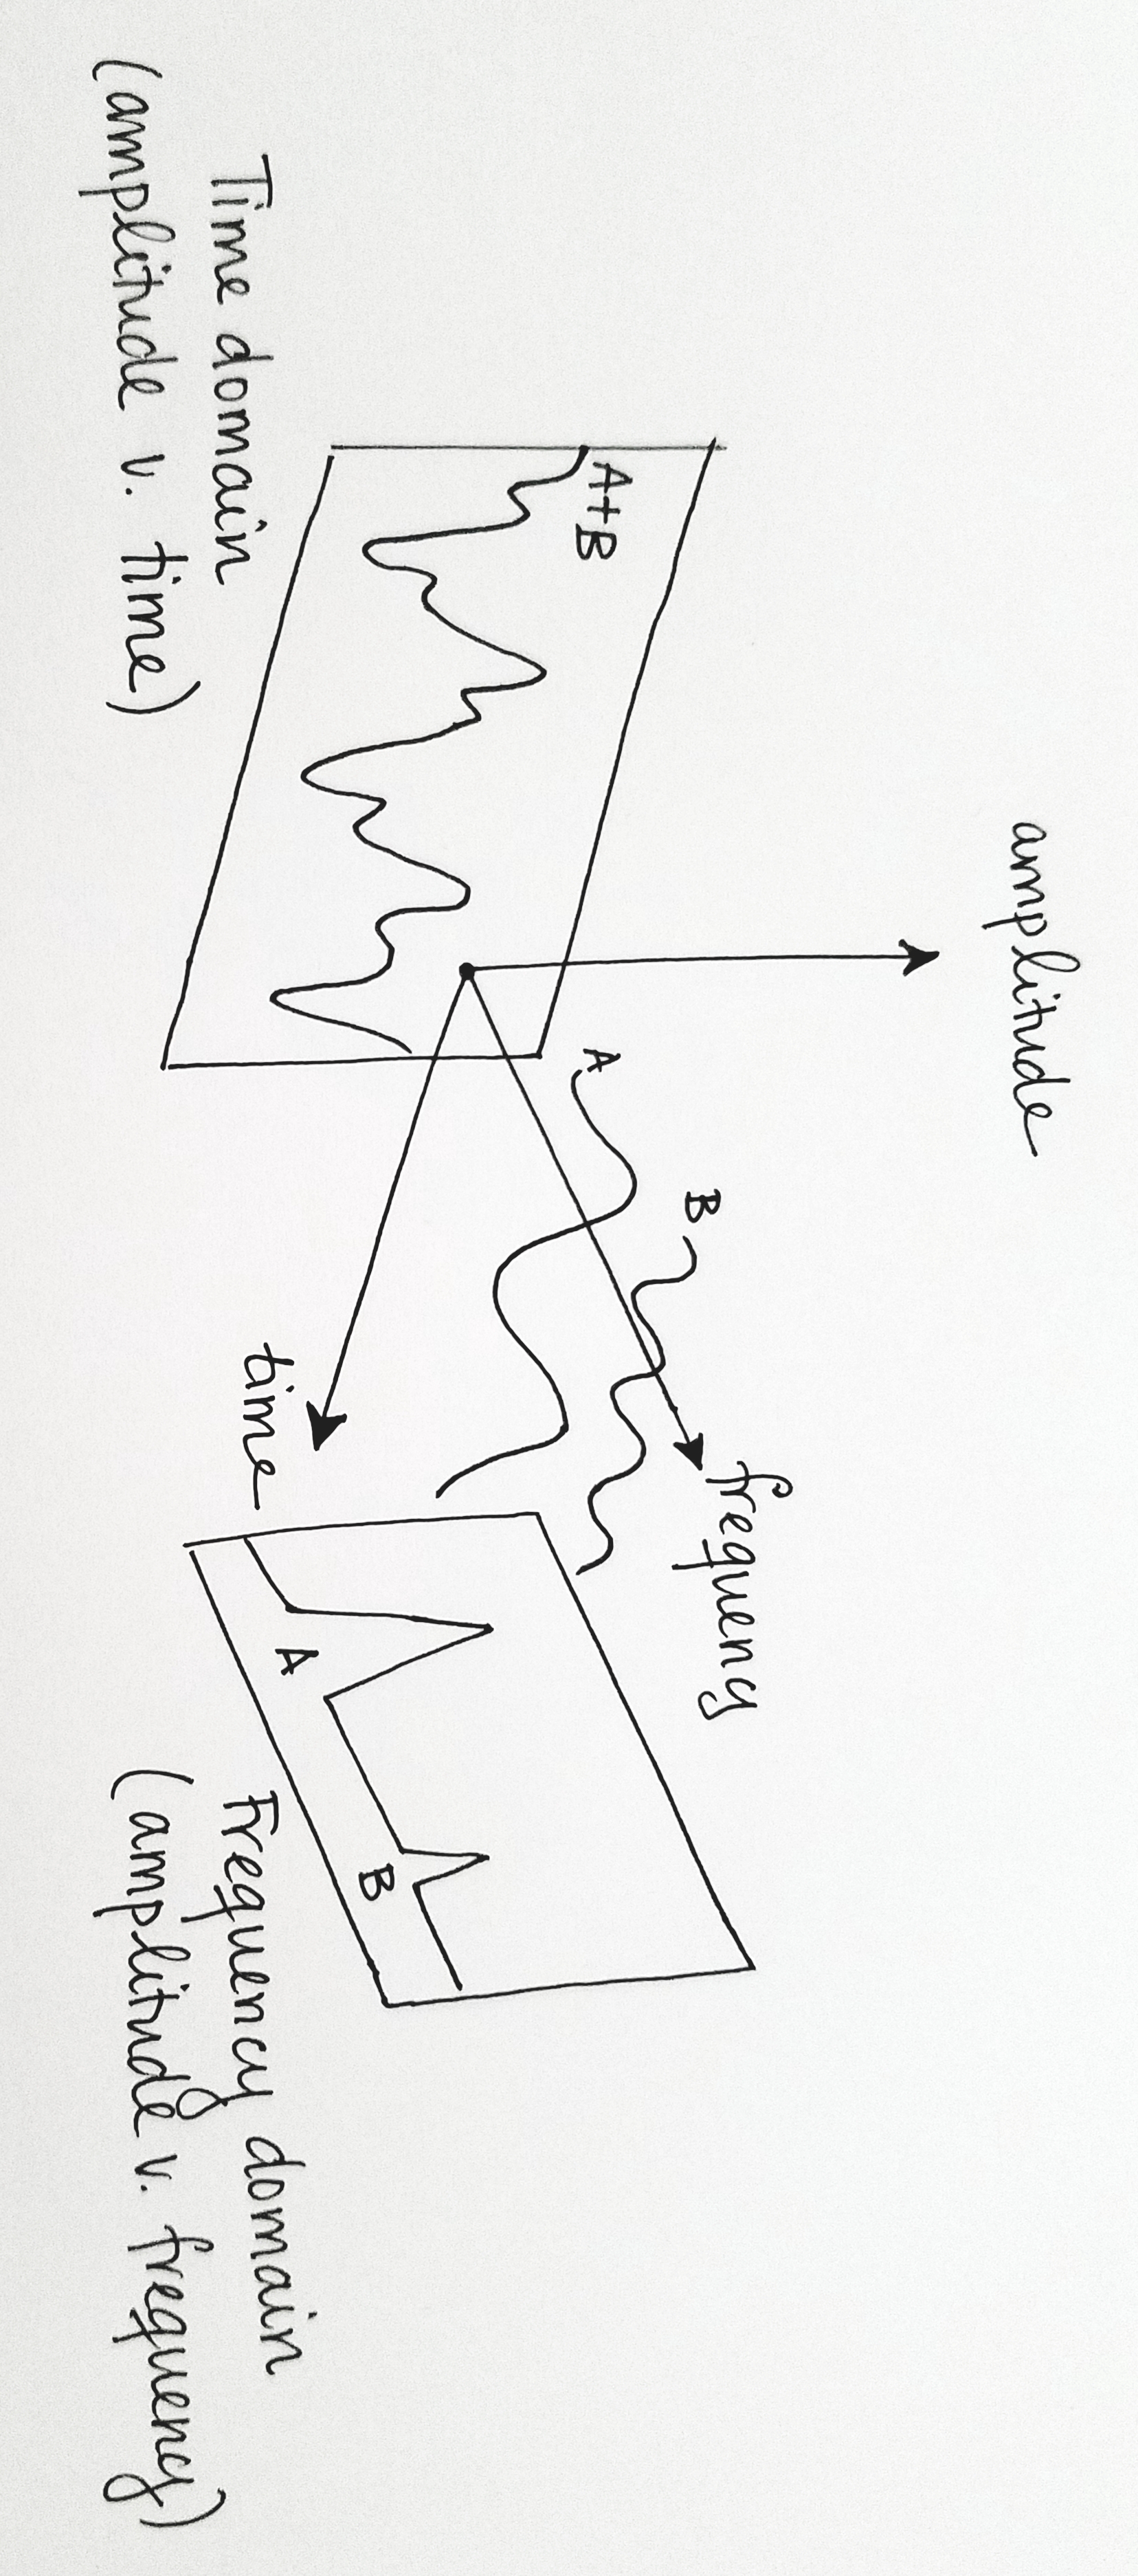 amplitude
frequency
B
A
A+B
time
A
B
Time domain
(amplitude v. time)
Frequency domain
(amplitude v. frequency)